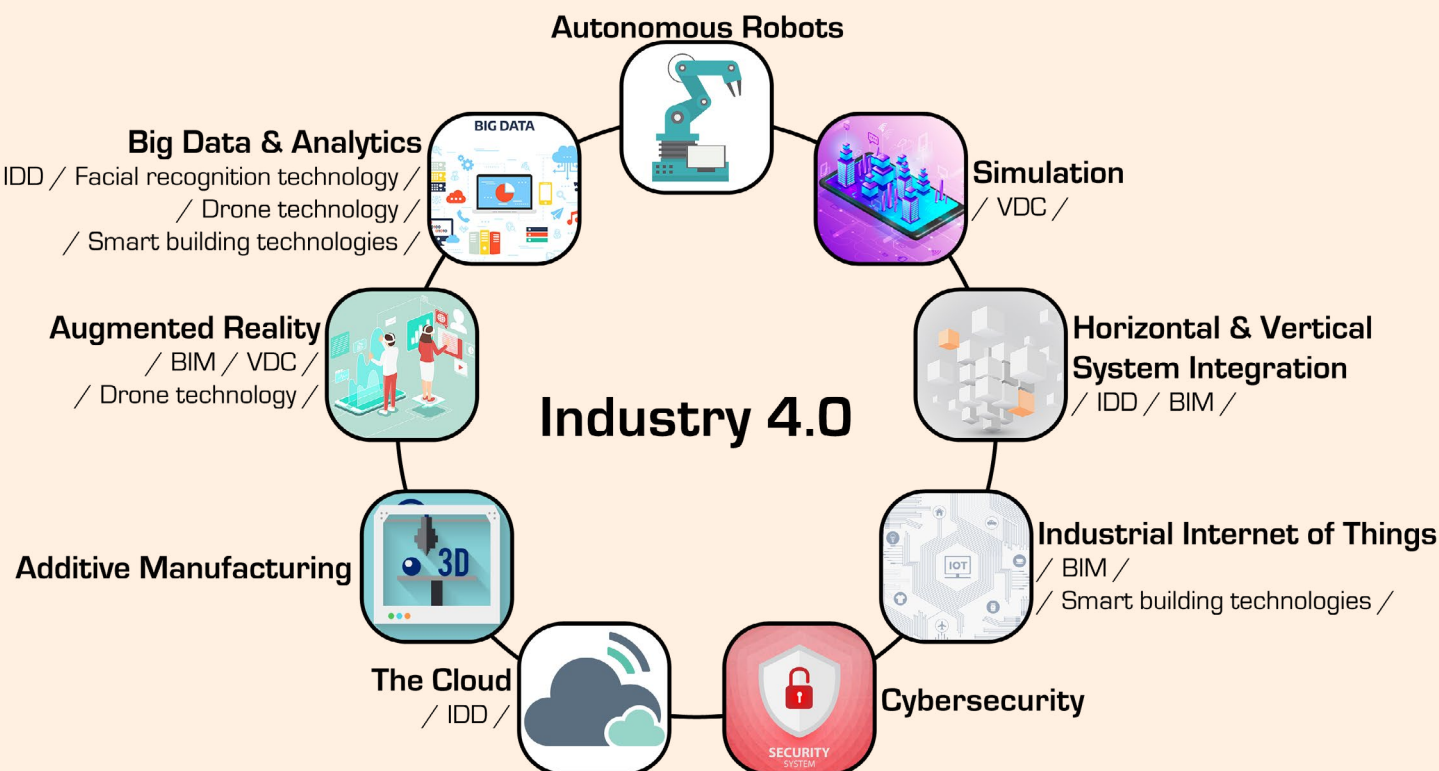 Autonomous Robots
BIG DATA
Big Data & Analytics
IDD / Facial recognition technology /
/ Drone technology /
/ Smart building technologies /
Simulation
/ VDC /
Augmented Reality
/ BIM / VDC /
/ Drone technology /
Horizontal & Vertical
System Integration
/ IDD / BIM /
Industry 4.0
Additive Manufacturing
3D
Industrial Internet of Things
/ BIM /
/ Smart building technologies /
IOT
The Cloud
/ IDD /
Cybersecurity
SECURITY
SYSTEM